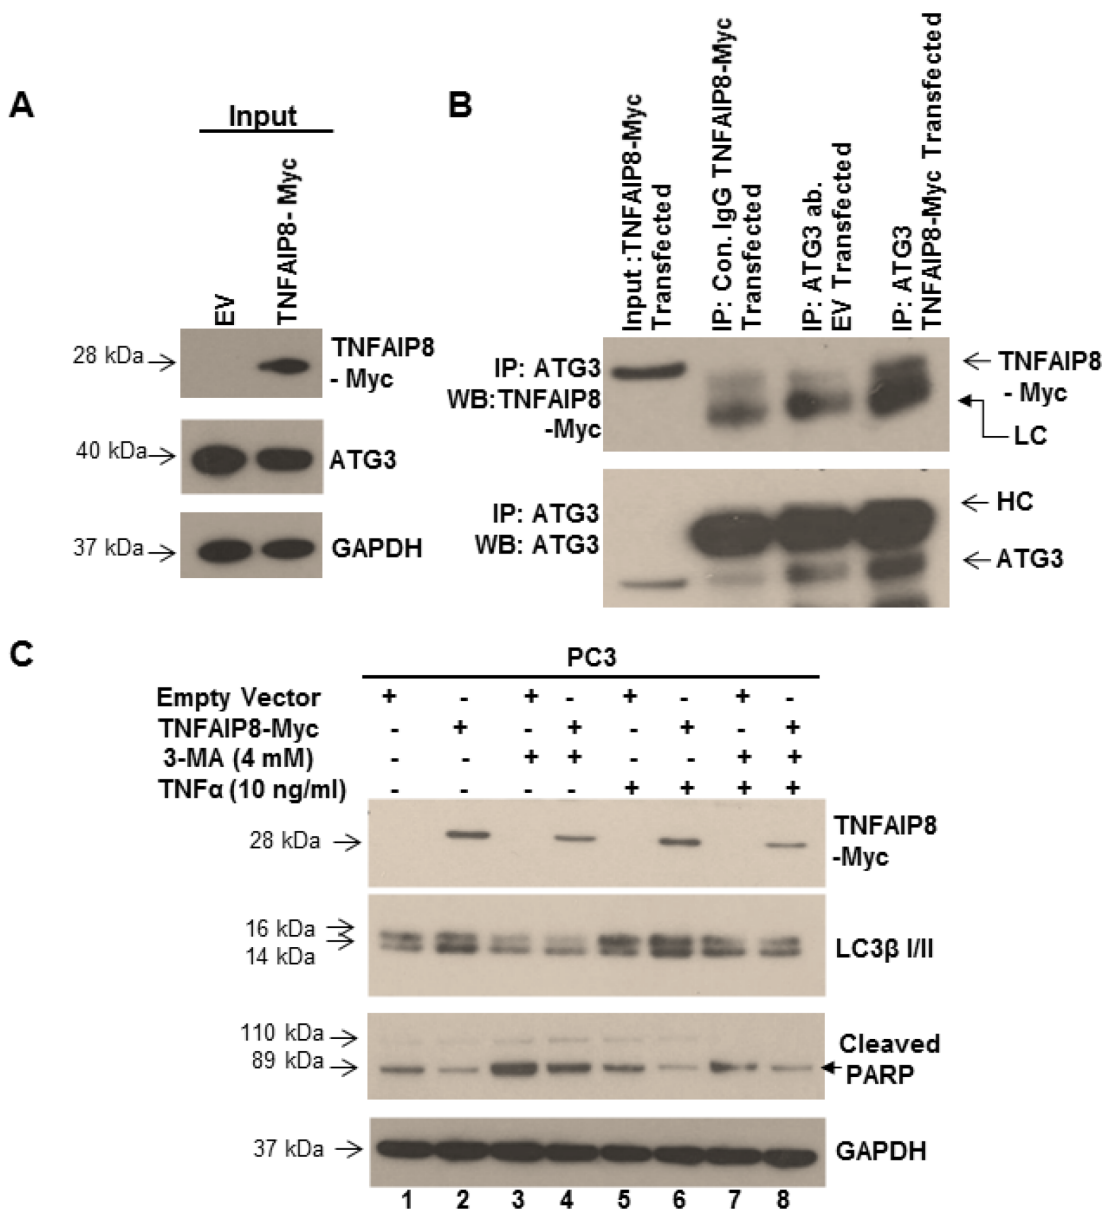 A
Input
EV
TNFAIP8- Myc
28 kDa
TNFAIP8
- Myc
40 kDa
ATG3
37 kDa
GAPDH
B
Input :TNFAIP8-Myc
Transfected
IP: Con. IgG TNFAIP8-Myc
Transfected
IP: ATG3 ab.
EV Transfected
IP: ATG3
TNFAIP8-Myc Transfected
IP: ATG3
WB:TNFAIP8
-Myc
TNFAIP8
- Myc
LC
IP: ATG3
WB: ATG3
HC
ATG3
C
PC3
Empty Vector + - + - + - + -
TNFAIP8-Myc - + - + - + - +
3-MA (4 mM) - - + + - - + +
TNFα (10 ng/ml) - - - - + + + +
28 kDa
TNFAIP8
-Myc
16 kDa
14 kDa
LC3β I/II
110 kDa
89 kDa
Cleaved
PARP
37 kDa
GAPDH
1 2 3 4 5 6 7 8